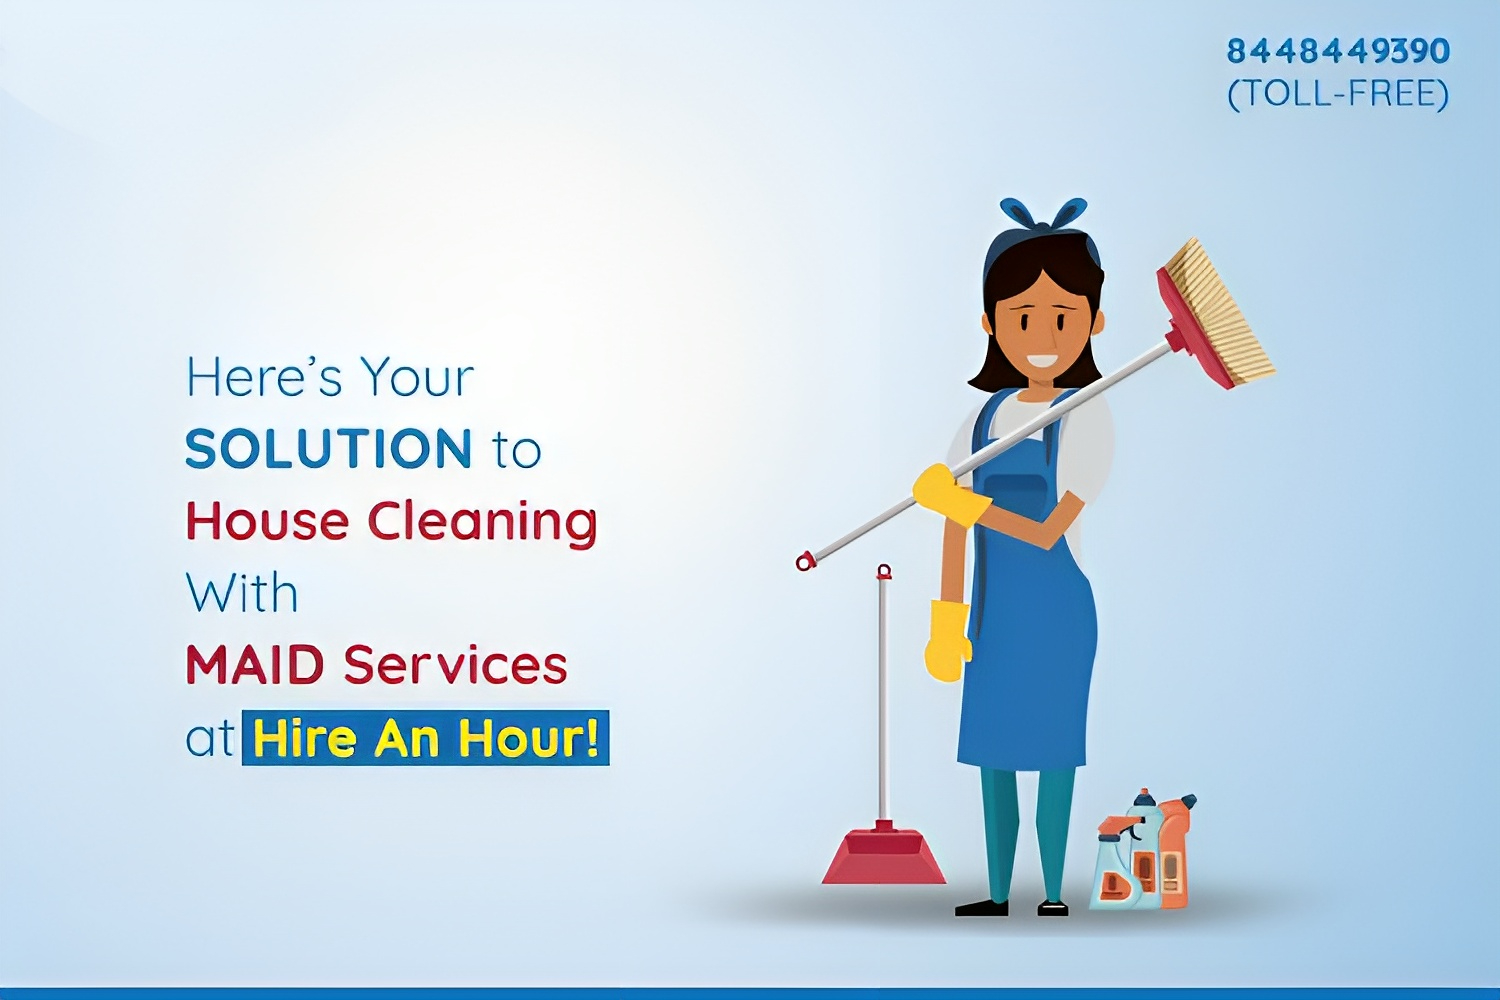 8448449390
(TOLL-FREE)
Here's Your
SOLUTION to
House Cleaning
With
MAID Services
at Hire An Hour!